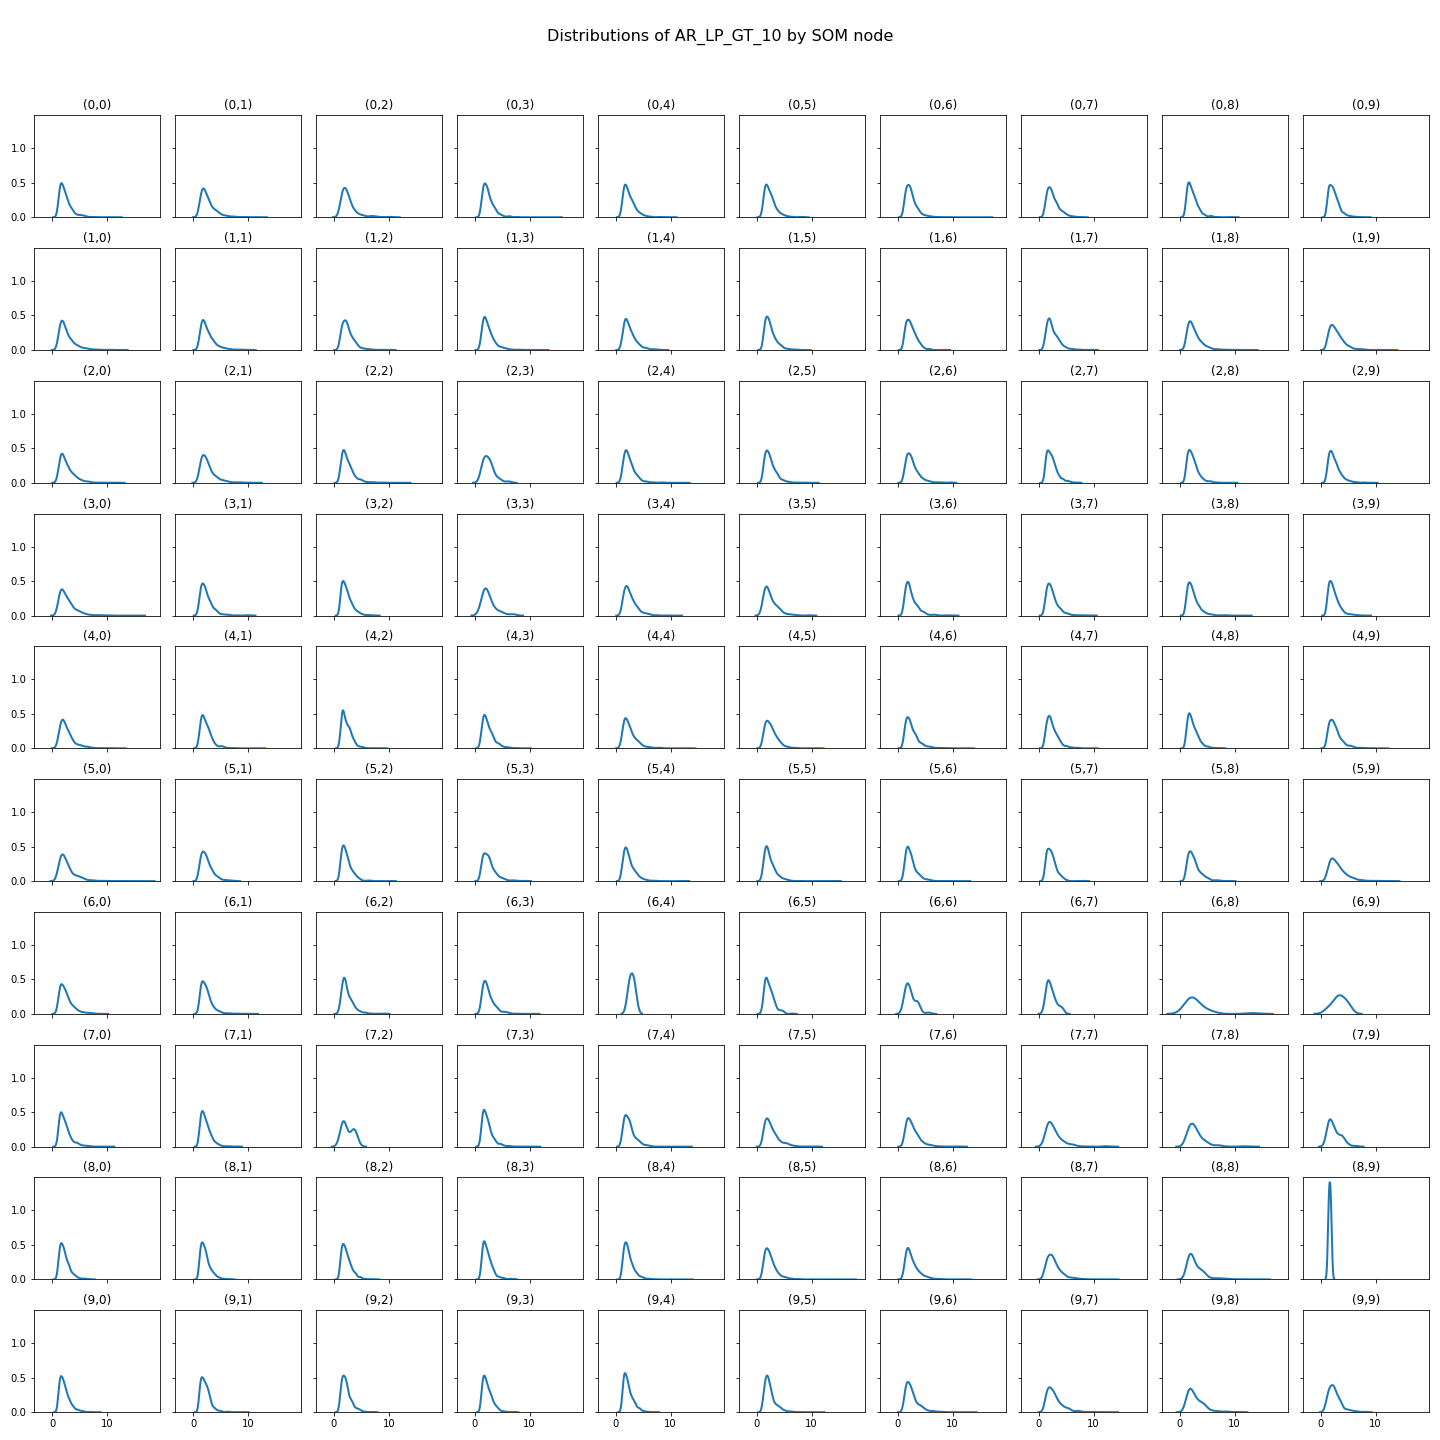 Distributions of AR_LP_GT_10 by SOM node
(0,0) (0,1) (0,2) (0,3) (0,4) (0,5) (0,6) (0,7) (0,8) (0,9)
1.0
0.5
0.0
(1,0) (1,1) (1,2) (1,3) (1,4) (1,5) (1,6) (1,7) (1,8) (1,9)
1.0
0.5
0.0
(2,0) (2,1) (2,2) (2,3) (2,4) (2,5) (2,6) (2,7) (2,8) (2,9)
1.0
0.5
0.0
(3,0) (3,1) (3,2) (3,3) (3,4) (3,5) (3,6) (3,7) (3,8) (3,9)
1.0
0.5
0.0
(4,0) (4,1) (4,2) (4,3) (4,4) (4,5) (4,6) (4,7) (4,8) (4,9)
1.0
0.5
0.0
(5,0) (5,1) (5,2) (5,3) (5,4) (5,5) (5,6) (5,7) (5,8) (5,9)
1.0
0.5
0.0
(6,0) (6,1) (6,2) (6,3) (6,4) (6,5) (6,6) (6,7) (6,8) (6,9)
1.0
0.5
0.0
(7,0) (7,1) (7,2) (7,3) (7,4) (7,5) (7,6) (7,7) (7,8) (7,9)
1.0
0.5
0.0
(8,0) (8,1) (8,2) (8,3) (8,4) (8,5) (8,6) (8,7) (8,8) (8,9)
1.0
0.5
0.0
(9,0) (9,1) (9,2) (9,3) (9,4) (9,5) (9,6) (9,7) (9,8) (9,9)
1.0
0.5
0.0
0 10 0 10 0 10 0 10 0 10 0 10 0 10 0 10 0 10 0 10